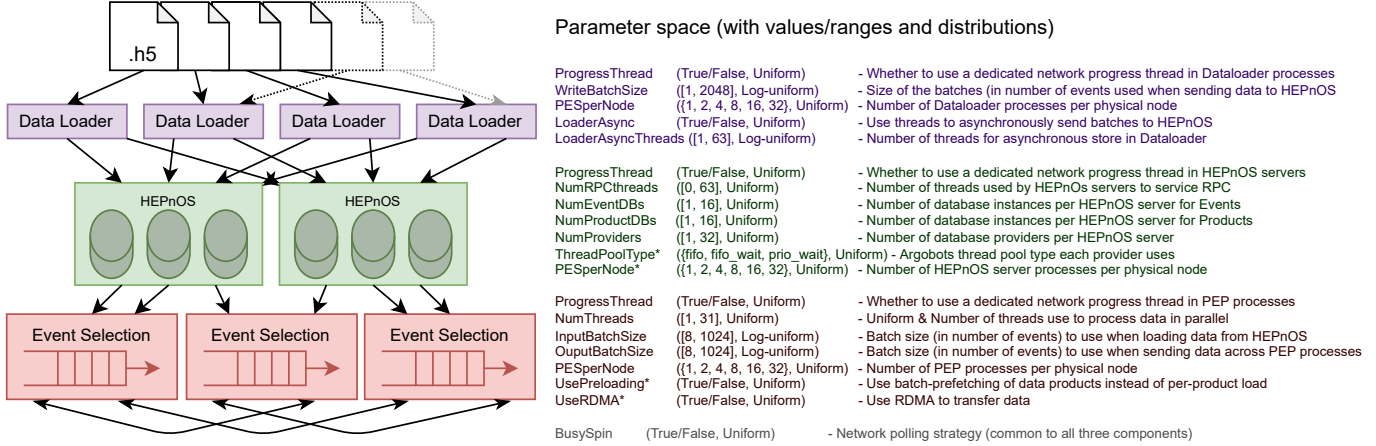 .h5
Data Loader
Data Loader
Data Loader
Data Loader
HEPnOS
HEPnOS
Event Selection
Event Selection
Event Selection
Parameter space (with values/ranges and distributions)
ProgressThread (True/False, Uniform) - Whether to use a dedicated network progress thread in Dataloader processes
WriteBatchSize ([1, 2048], Log-uniform) - Size of the batches (in number of events used when sending data to HEPnOS
PESperNode ({1, 2, 4, 8, 16, 32}, Uniform) - Number of Dataloader processes per physical node
LoaderAsync (True/False, Uniform) - Use threads to asynchronously send batches to HEPnOS
LoaderAsyncThreads ([1, 63], Log-uniform) - Number of threads for asynchronous store in Dataloader
ProgressThread (True/False, Uniform) - Whether to use a dedicated network progress thread in HEPnOS servers
NumRPCthreads ([0, 63], Uniform) - Number of threads used by HEPnOs servers to service RPC
NumEventDBs ([1, 16], Uniform) - Number of database instances per HEPnOS server for Events
NumProductDBs ([1, 16], Uniform) - Number of database instances per HEPnOS server for Products
NumProviders ([1, 32], Uniform) - Number of database providers per HEPnOS server
ThreadPoolType* ({fifo, fifo_wait, prio_wait}, Uniform) - Argobots thread pool type each provider uses
PESperNode* ({1, 2, 4, 8, 16, 32}, Uniform) - Number of HEPnOS server processes per physical node
ProgressThread (True/False, Uniform) - Whether to use a dedicated network progress thread in PEP processes
NumThreads ([1, 31], Uniform) - Uniform & Number of threads use to process data in parallel
InputBatchSize ([8, 1024], Log-uniform) - Batch size (in number of events) to use when loading data from HEPnOS
OuputBatchSize ([8, 1024], Log-uniform) - Batch size (in number of events) to use when sending data across PEP processes
PESperNode ({1, 2, 4, 8, 16, 32}, Uniform) - Number of PEP processes per physical node
UsePreloading* (True/False, Uniform) - Use batch-prefetching of data products instead of per-product load
UseRDMA* (True/False, Uniform) - Use RDMA to transfer data
BusySpin (True/False, Uniform) - Network polling strategy (common to all three components)